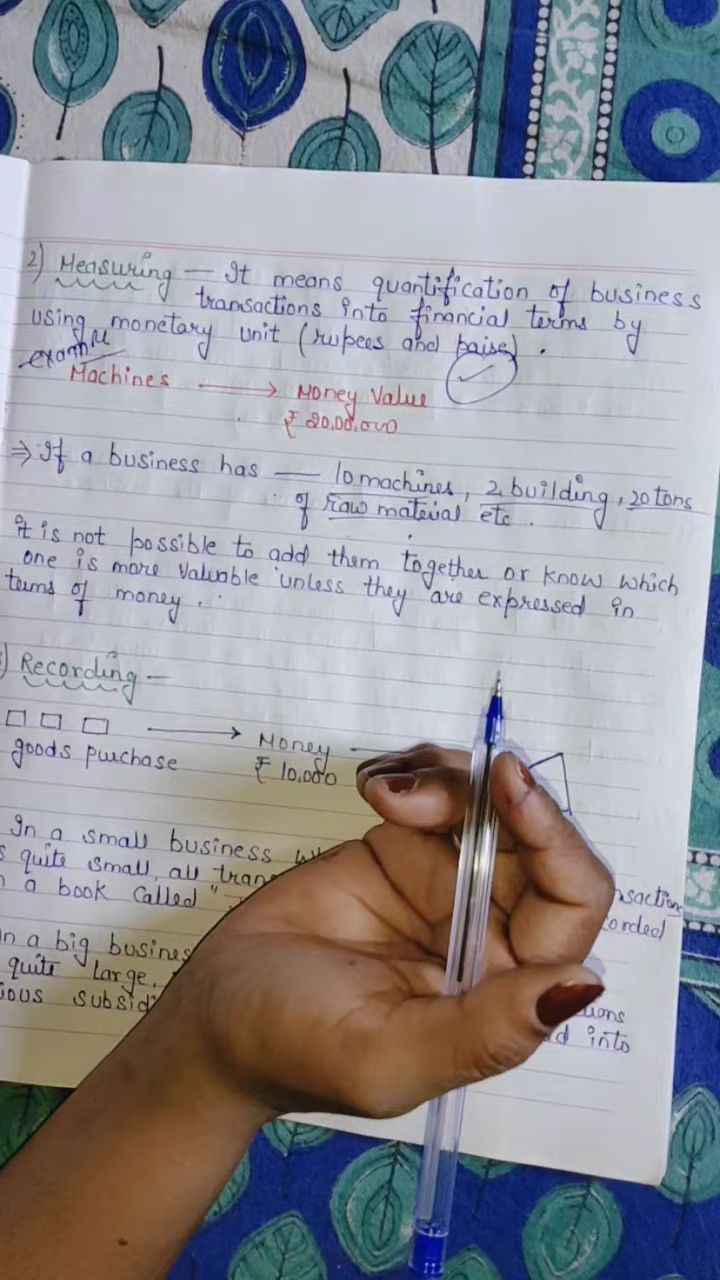 2) Measuring — It means quantification of business
transactions into financial terms by
using monetary unit (rupees and paise).
Machines → Money Value
₹ 20,00,000
⇒ If a business has — 10 machines, 2 building, 20 tons
of raw material etc.
it is not possible to add them together or know which
one is more valuable unless they are expressed in
terms of money.
) Recording —
goods purchase → Money —
₹ 10,000
In a small business
quite small, all
a book called "
nsaction
corded
In a big busines
quite large,
subsid
into